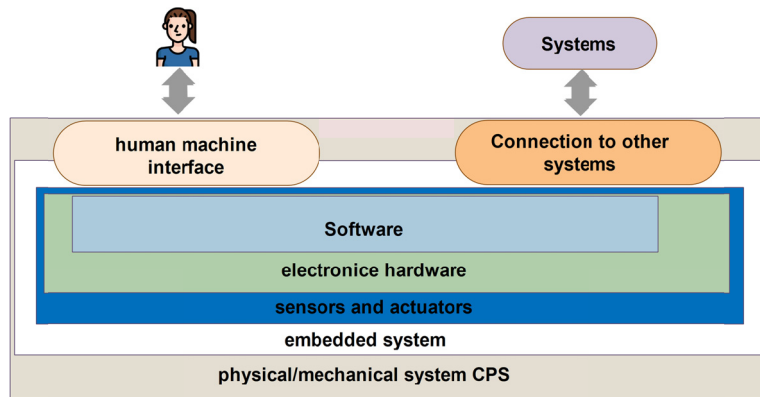 Systems
human machine
interface
Connection to other
systems
Software
electronice hardware
sensors and actuators
embedded system
physical/mechanical system CPS